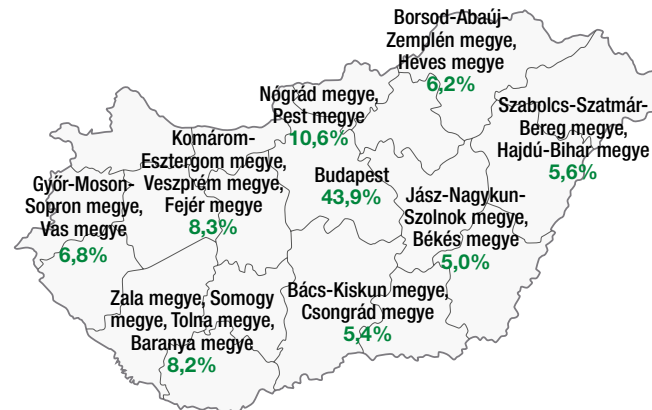 Borsod-Abaúj-
Zemplén megye,
Heves megye
6,2%
Nógrád megye,
Pest megye
10,6%
Szabolcs-Szatmár-
Bereg megye,
Hajdú-Bihar megye
5,6%
Komárom-
Esztergom megye,
Veszprém megye,
Fejér megye
8,3%
Budapest
43,9%
Győr-Moson-
Sopron megye,
Vas megye
6,8%
Jász-Nagykun-
Szolnok megye,
Békés megye
5,0%
Zala megye, Somogy
megye, Tolna megye,
Baranya megye
8,2%
Bács-Kiskun megye,
Csongrád megye
5,4%